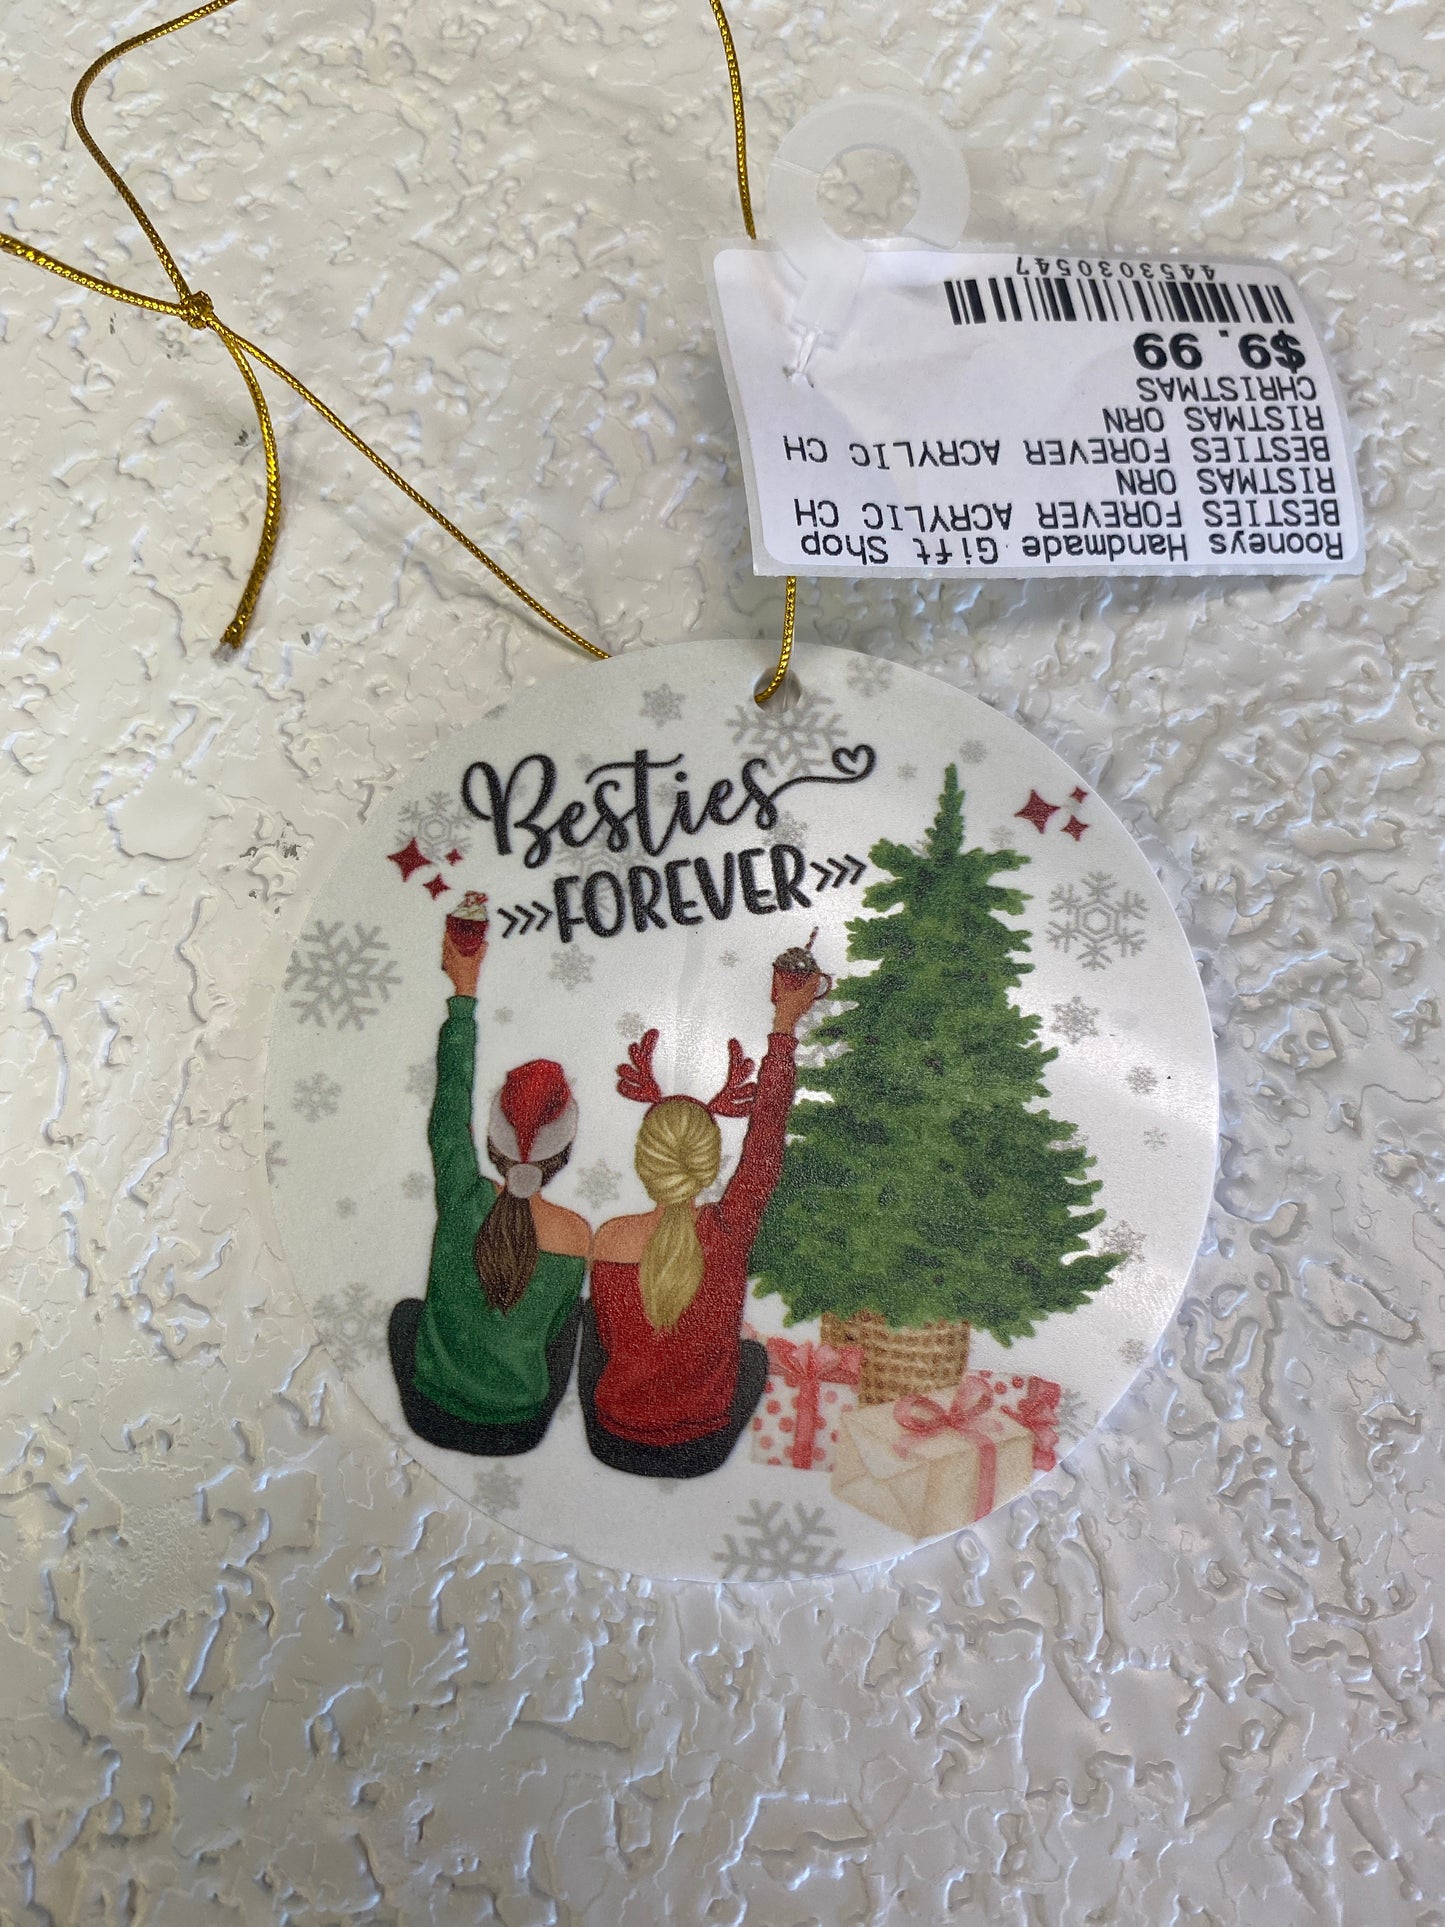 Rooneys Handmade Gift Shop
BESTIES FOREVER ACRYLIC CH
RISTMAS ORN
BESTIES FOREVER ACRYLIC CH
RISTMAS ORN
CHRISTMAS
$9.99
4453030547
Besties
>>>FOREVER>>>